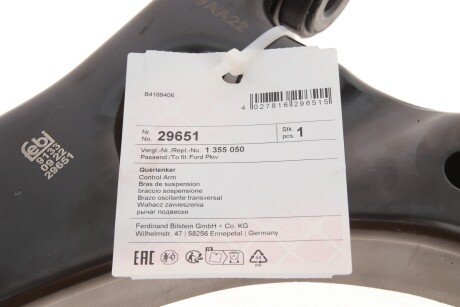 9AA22
B4169406
4 027816 296515
Nr.
No. 29651
Stk.
pcs 1
Vergl.-Nr./Repl.-No. 1 355 050
Passend/To fit: Ford Pkw
Querlenker
Control Arm
Bras de suspension
braccio sospensione
Brazo oscilante transversal
Wahacz zawieszenia
рычаг подвески
Ferdinand Bilstein GmbH + Co. KG
Wilhelmstr. 47 | 58256 Ennepetal | Germany
EAC
febi